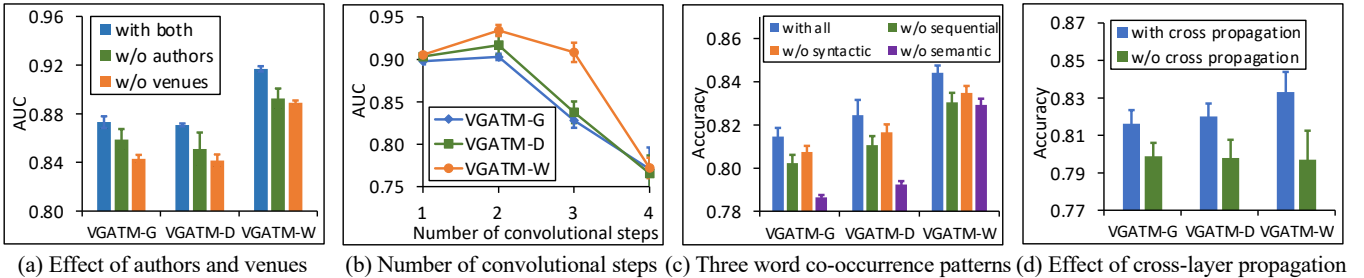 AUC
0.96
0.92
0.88
0.84
0.80
with both
w/o authors
w/o venues
VGATM-G VGATM-D VGATM-W
(a) Effect of authors and venues
AUC
1.00
0.95
0.90
0.85
0.80
0.75
VGATM-G
VGATM-D
VGATM-W
1 2 3 4
Number of convolutional steps
(b) Number of convolutional steps
Accuracy
0.86
0.84
0.82
0.80
0.78
with all w/o sequential
w/o syntactic w/o semantic
VGATM-G VGATM-D VGATM-W
(c) Three word co-occurrence patterns
Accuracy
0.87
0.85
0.83
0.81
0.79
0.77
with cross propagation
w/o cross propagation
VGATM-G VGATM-D VGATM-W
(d) Effect of cross-layer propagation